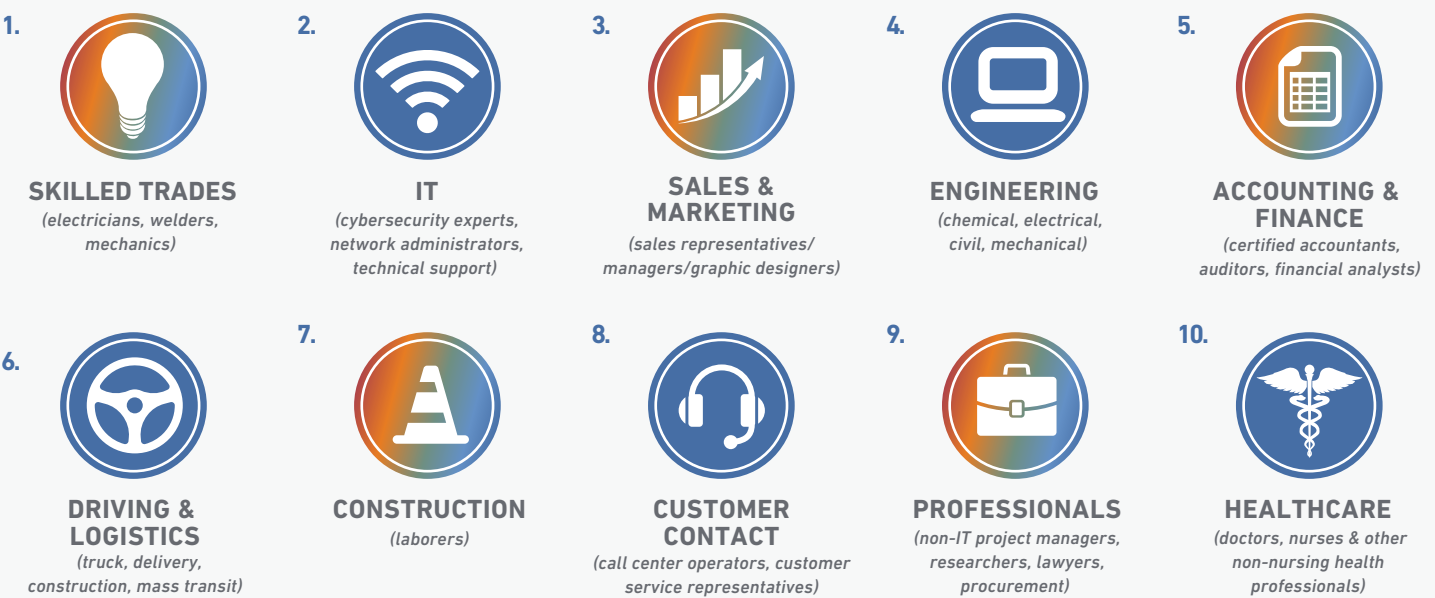 1.
SKILLED TRADES
(electricians, welders,
mechanics)
2.
IT
(cybersecurity experts,
network administrators,
technical support)
3.
SALES &
MARKETING
(sales representatives/
managers/graphic designers)
4.
ENGINEERING
(chemical, electrical,
civil, mechanical)
5.
ACCOUNTING &
FINANCE
(certified accountants,
auditors, financial analysts)
6.
DRIVING &
LOGISTICS
(truck, delivery,
construction, mass transit)
7.
CONSTRUCTION
(laborers)
8.
CUSTOMER
CONTACT
(call center operators, customer
service representatives)
9.
PROFESSIONALS
(non-IT project managers,
researchers, lawyers,
procurement)
10.
HEALTHCARE
(doctors, nurses & other
non-nursing health
professionals)